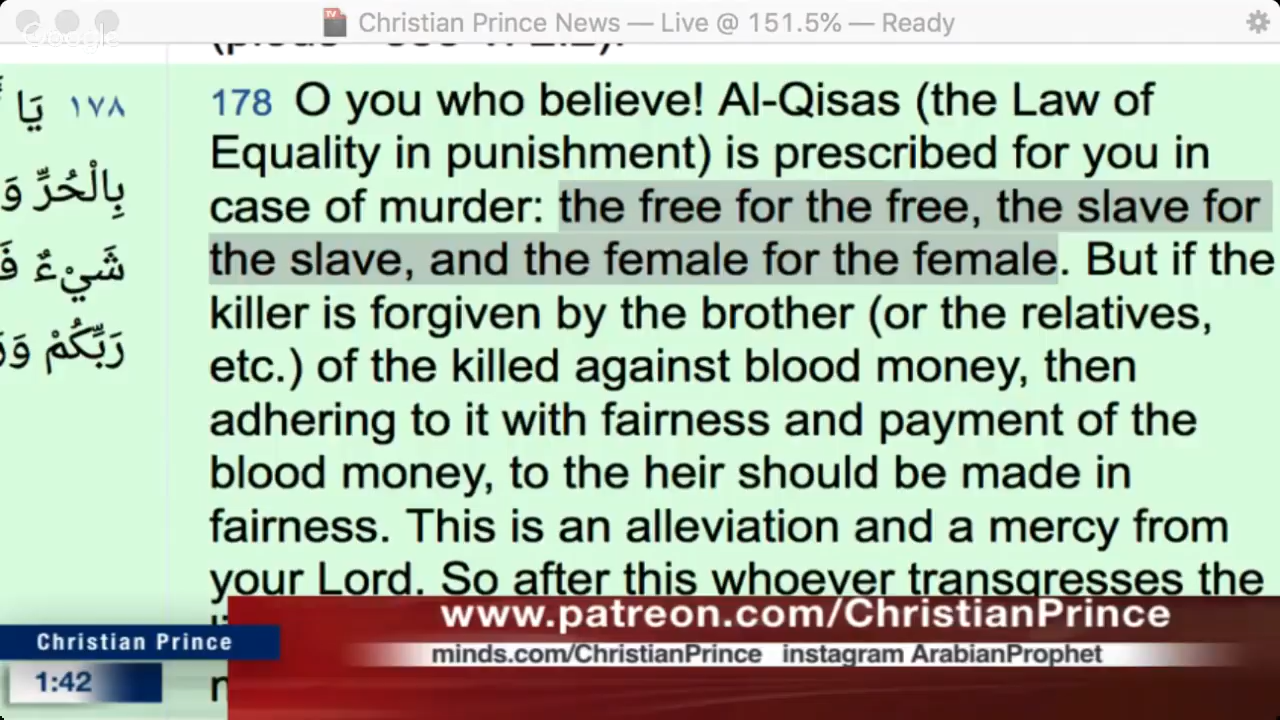 Christian Prince News — Live @ 151.5% — Ready
Google
178 O you who believe! Al-Qisas (the Law of
Equality in punishment) is prescribed for you in
case of murder: the free for the free, the slave for
the slave, and the female for the female. But if the
killer is forgiven by the brother (or the relatives,
etc.) of the killed against blood money, then
adhering to it with fairness and payment of the
blood money, to the heir should be made in
fairness. This is an alleviation and a mercy from
your Lord. So after this whoever transgresses the
١٧٨ يَا
بِالْحُرِّ وَ
شَيْءٌ فَ
رَبِّكُمْ وَرَ
www.patreon.com/ChristianPrince
minds.com/ChristianPrince instagram ArabianProphet
Christian Prince
1:42